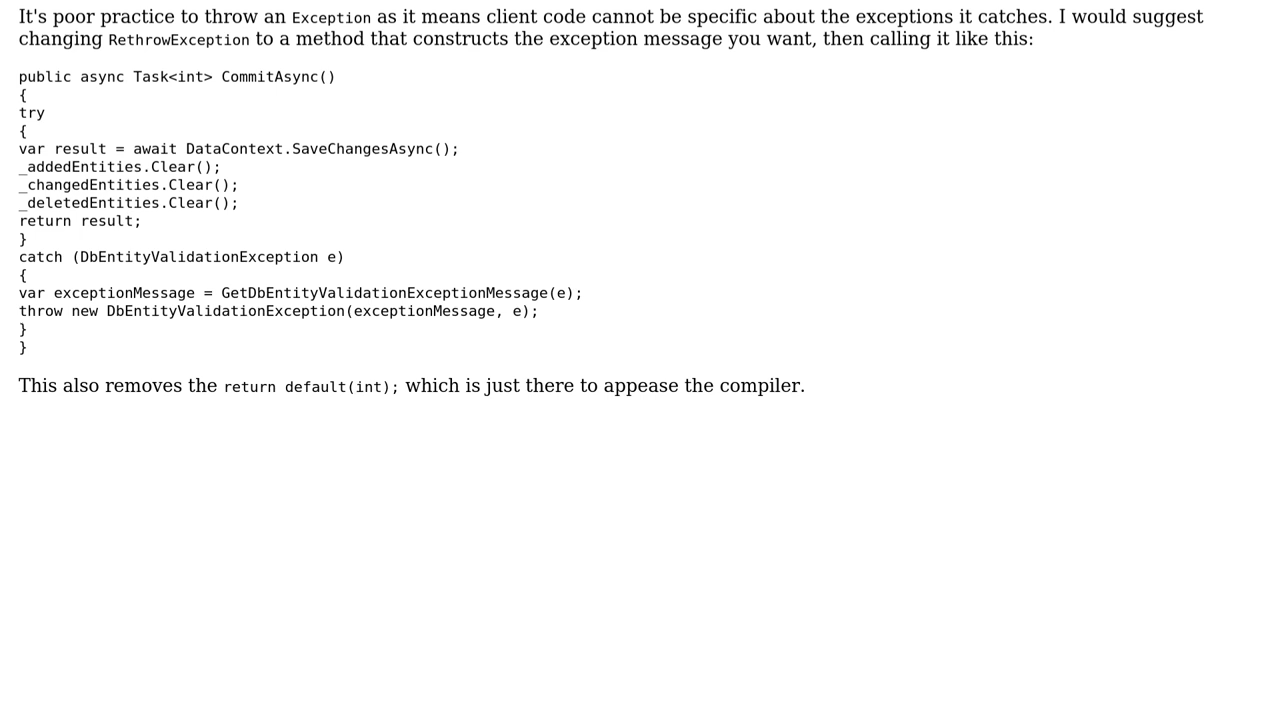 It's poor practice to throw an Exception as it means client code cannot be specific about the exceptions it catches. I would suggest
changing RethrowException to a method that constructs the exception message you want, then calling it like this:
public async Task<int> CommitAsync()
{
try
{
var result = await DataContext.SaveChangesAsync();
_addedEntities.Clear();
_changedEntities.Clear();
_deletedEntities.Clear();
return result;
}
catch (DbEntityValidationException e)
{
var exceptionMessage = GetDbEntityValidationExceptionMessage(e);
throw new DbEntityValidationException(exceptionMessage, e);
}
}
This also removes the return default(int); which is just there to appease the compiler.